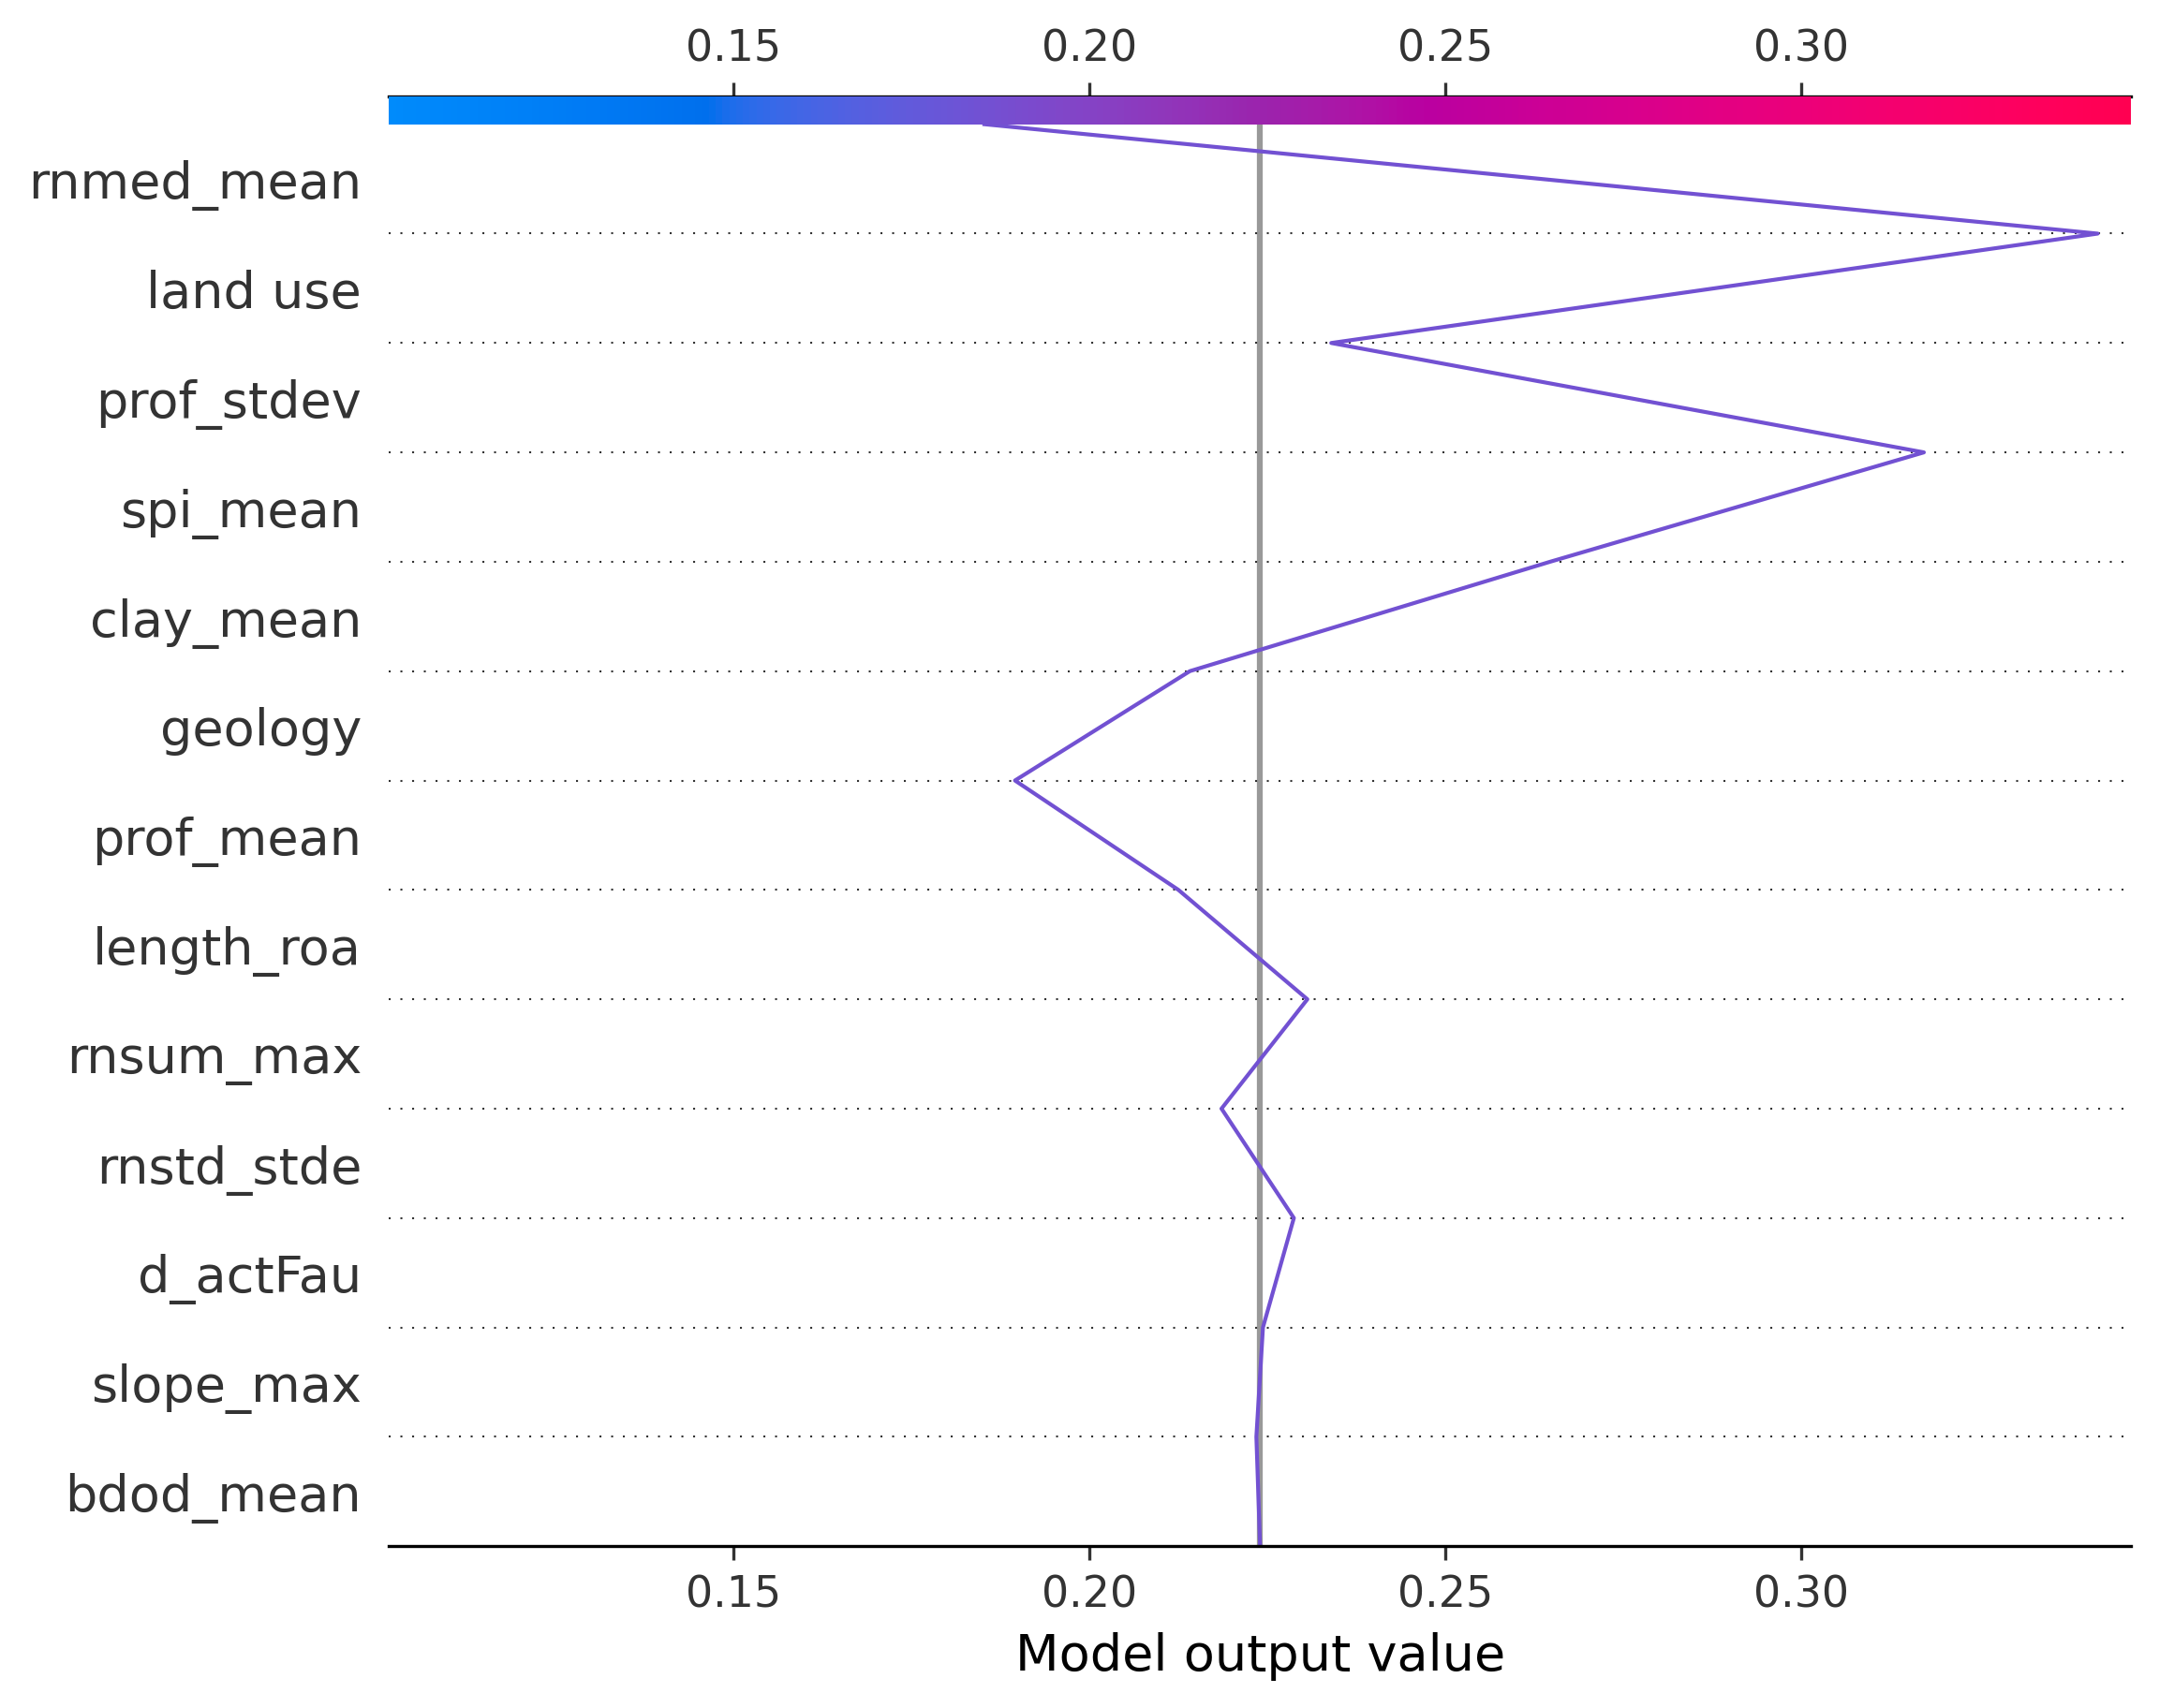 0.15 0.20 0.25 0.30
rnmed_mean
land use
prof_stdev
spi_mean
clay_mean
geology
prof_mean
length_roa
rnsum_max
rnstd_stde
d_actFau
slope_max
bdod_mean
0.15 0.20 0.25 0.30
Model output value